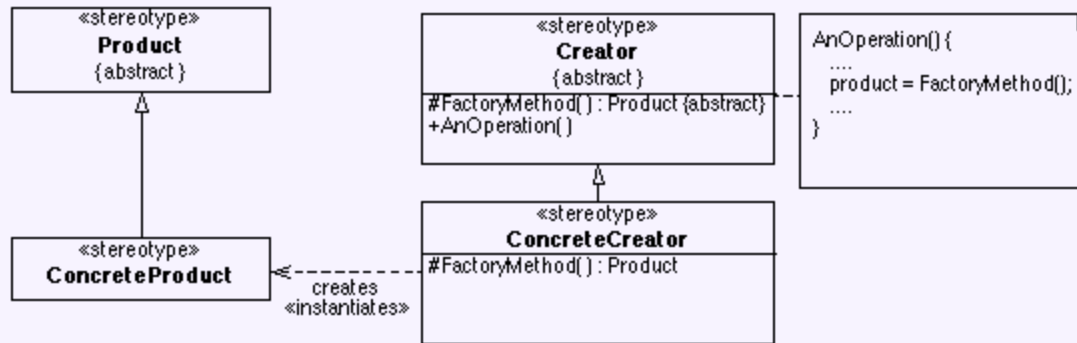 «stereotype»
Product
{abstract}
«stereotype»
Creator
{abstract}
#FactoryMethod() : Product {abstract}
+AnOperation()
AnOperation() {
....
product = FactoryMethod();
....
}
«stereotype»
ConcreteProduct
creates
«instantiates»
«stereotype»
ConcreteCreator
#FactoryMethod() : Product